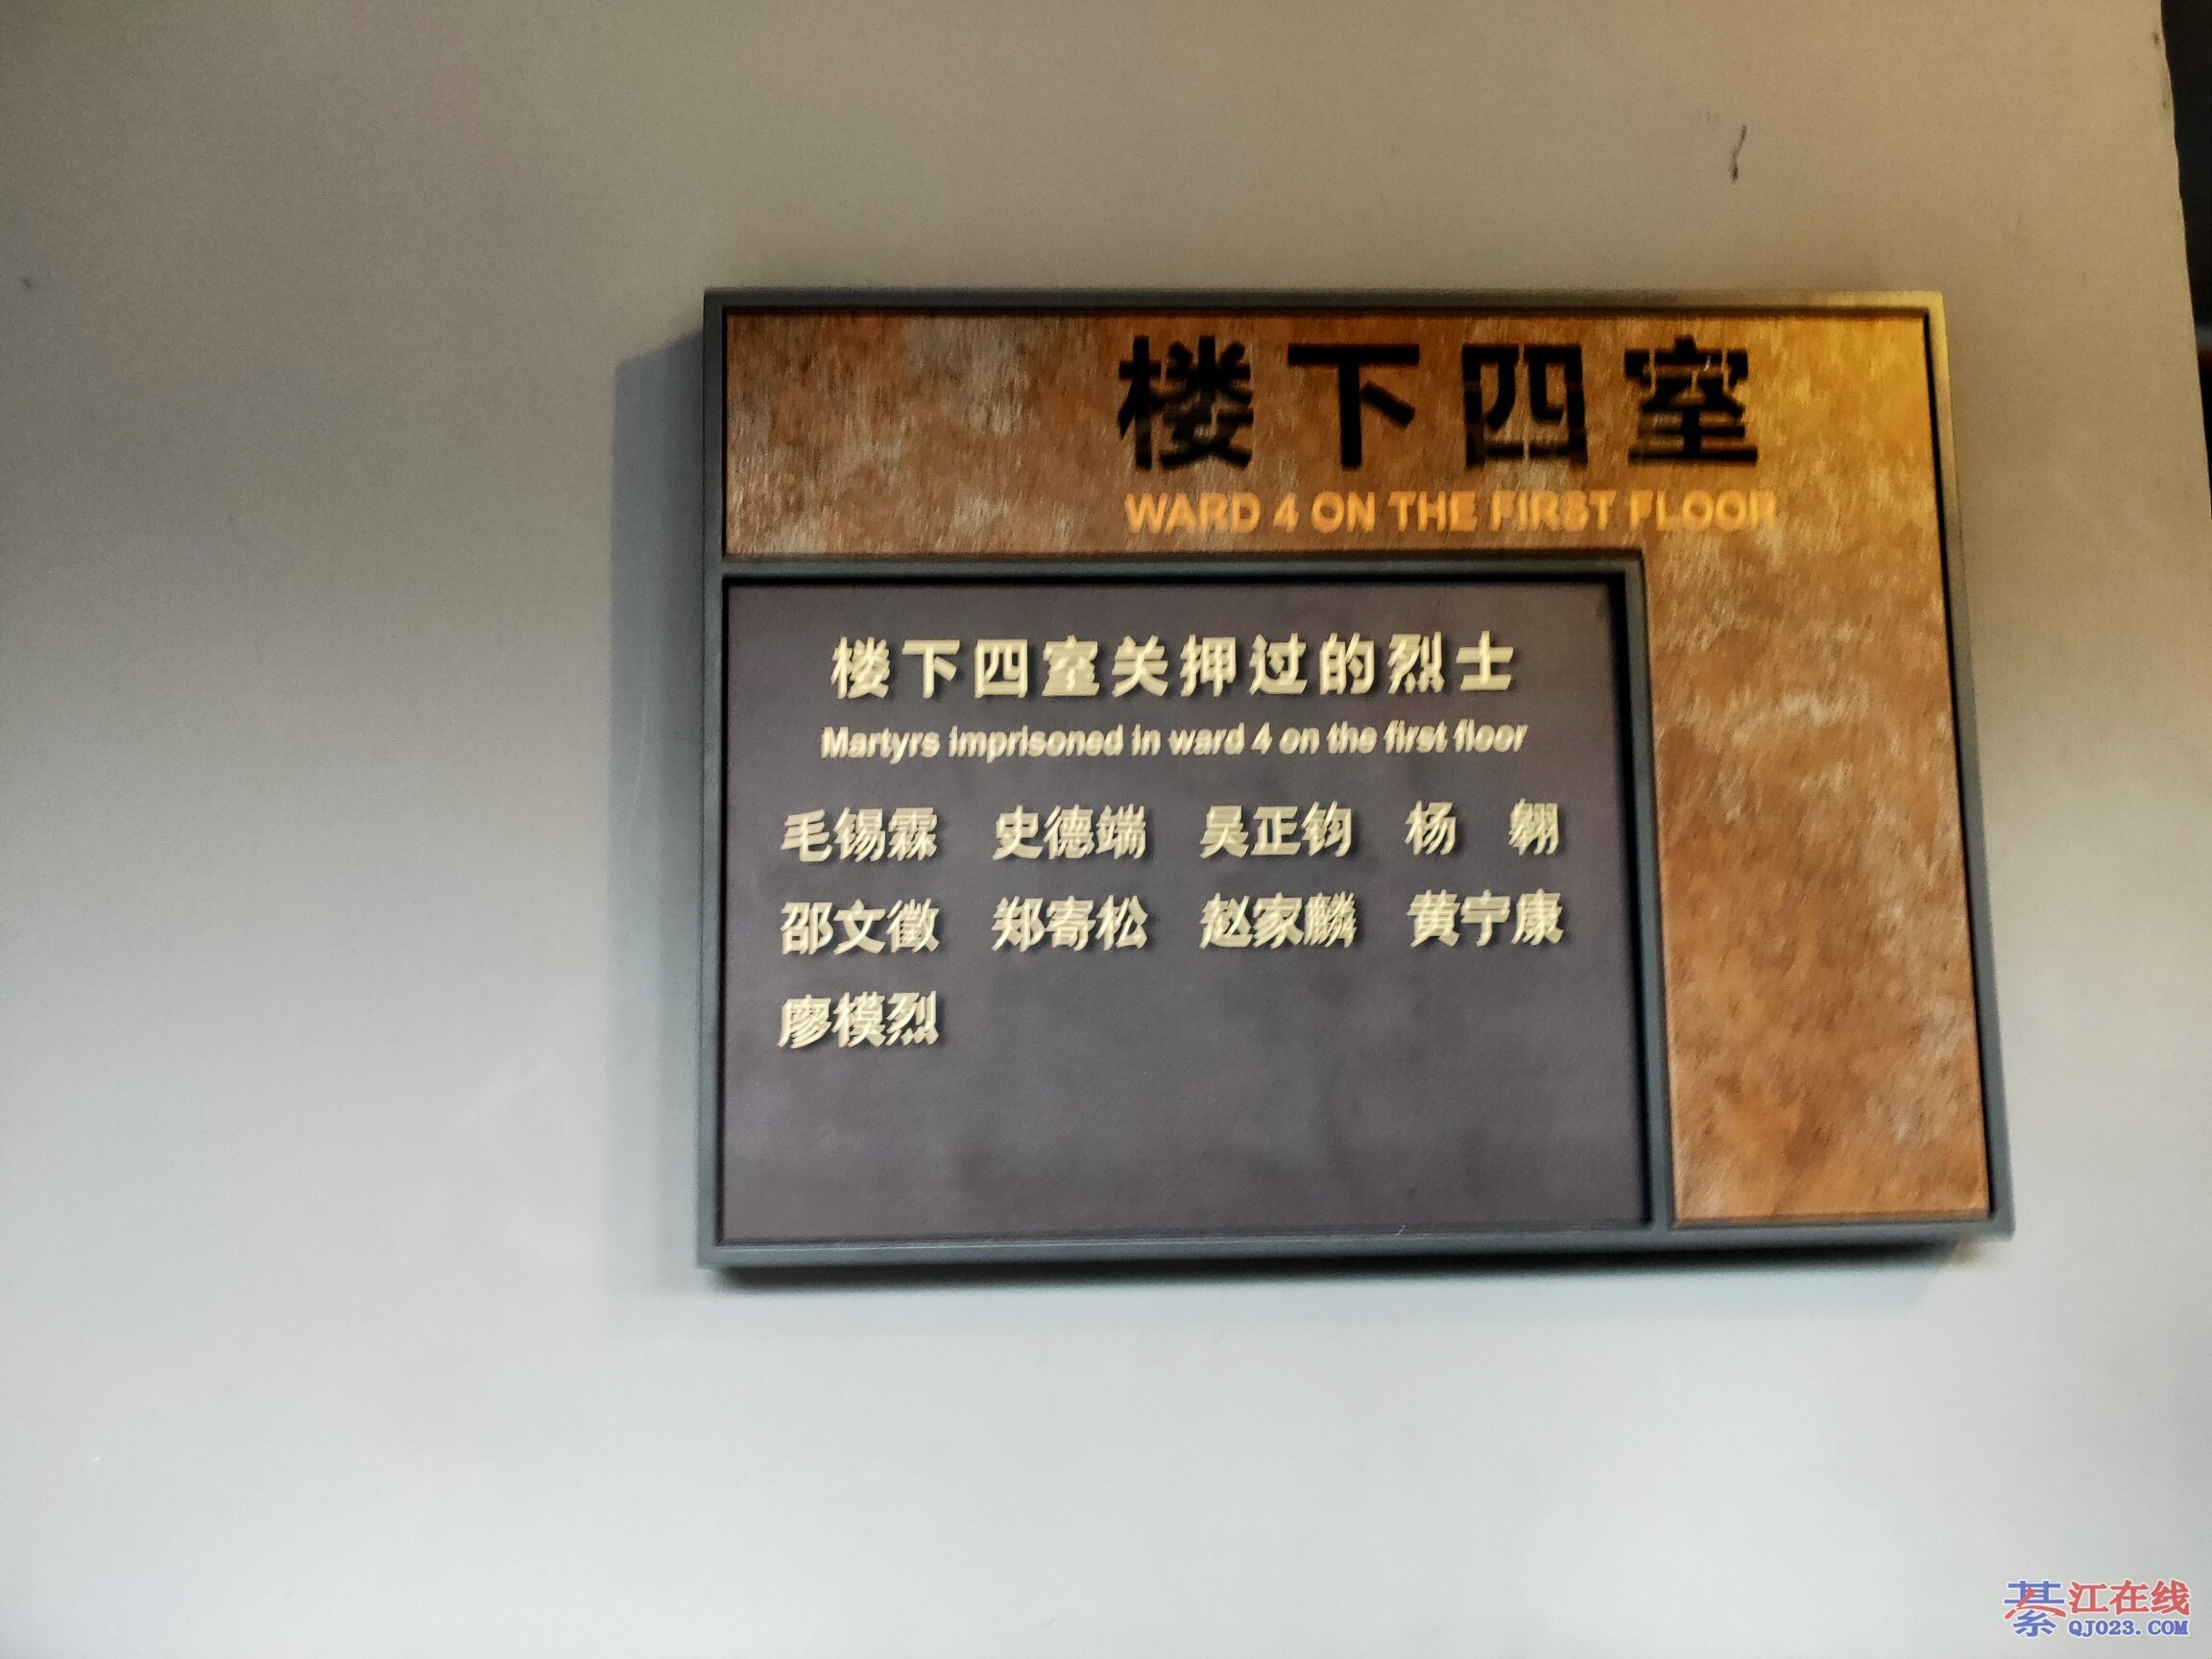 楼下四室
WARD 4 ON THE FIRST FLOOR
楼下四室关押过的烈士
Martyrs imprisoned in ward 4 on the first floor
毛锡霖 史德端 吴正钧 杨 翱
邵文徵 郑寄松 赵家麟 黄宁康
廖模烈
綦江在线
QJ023.COM